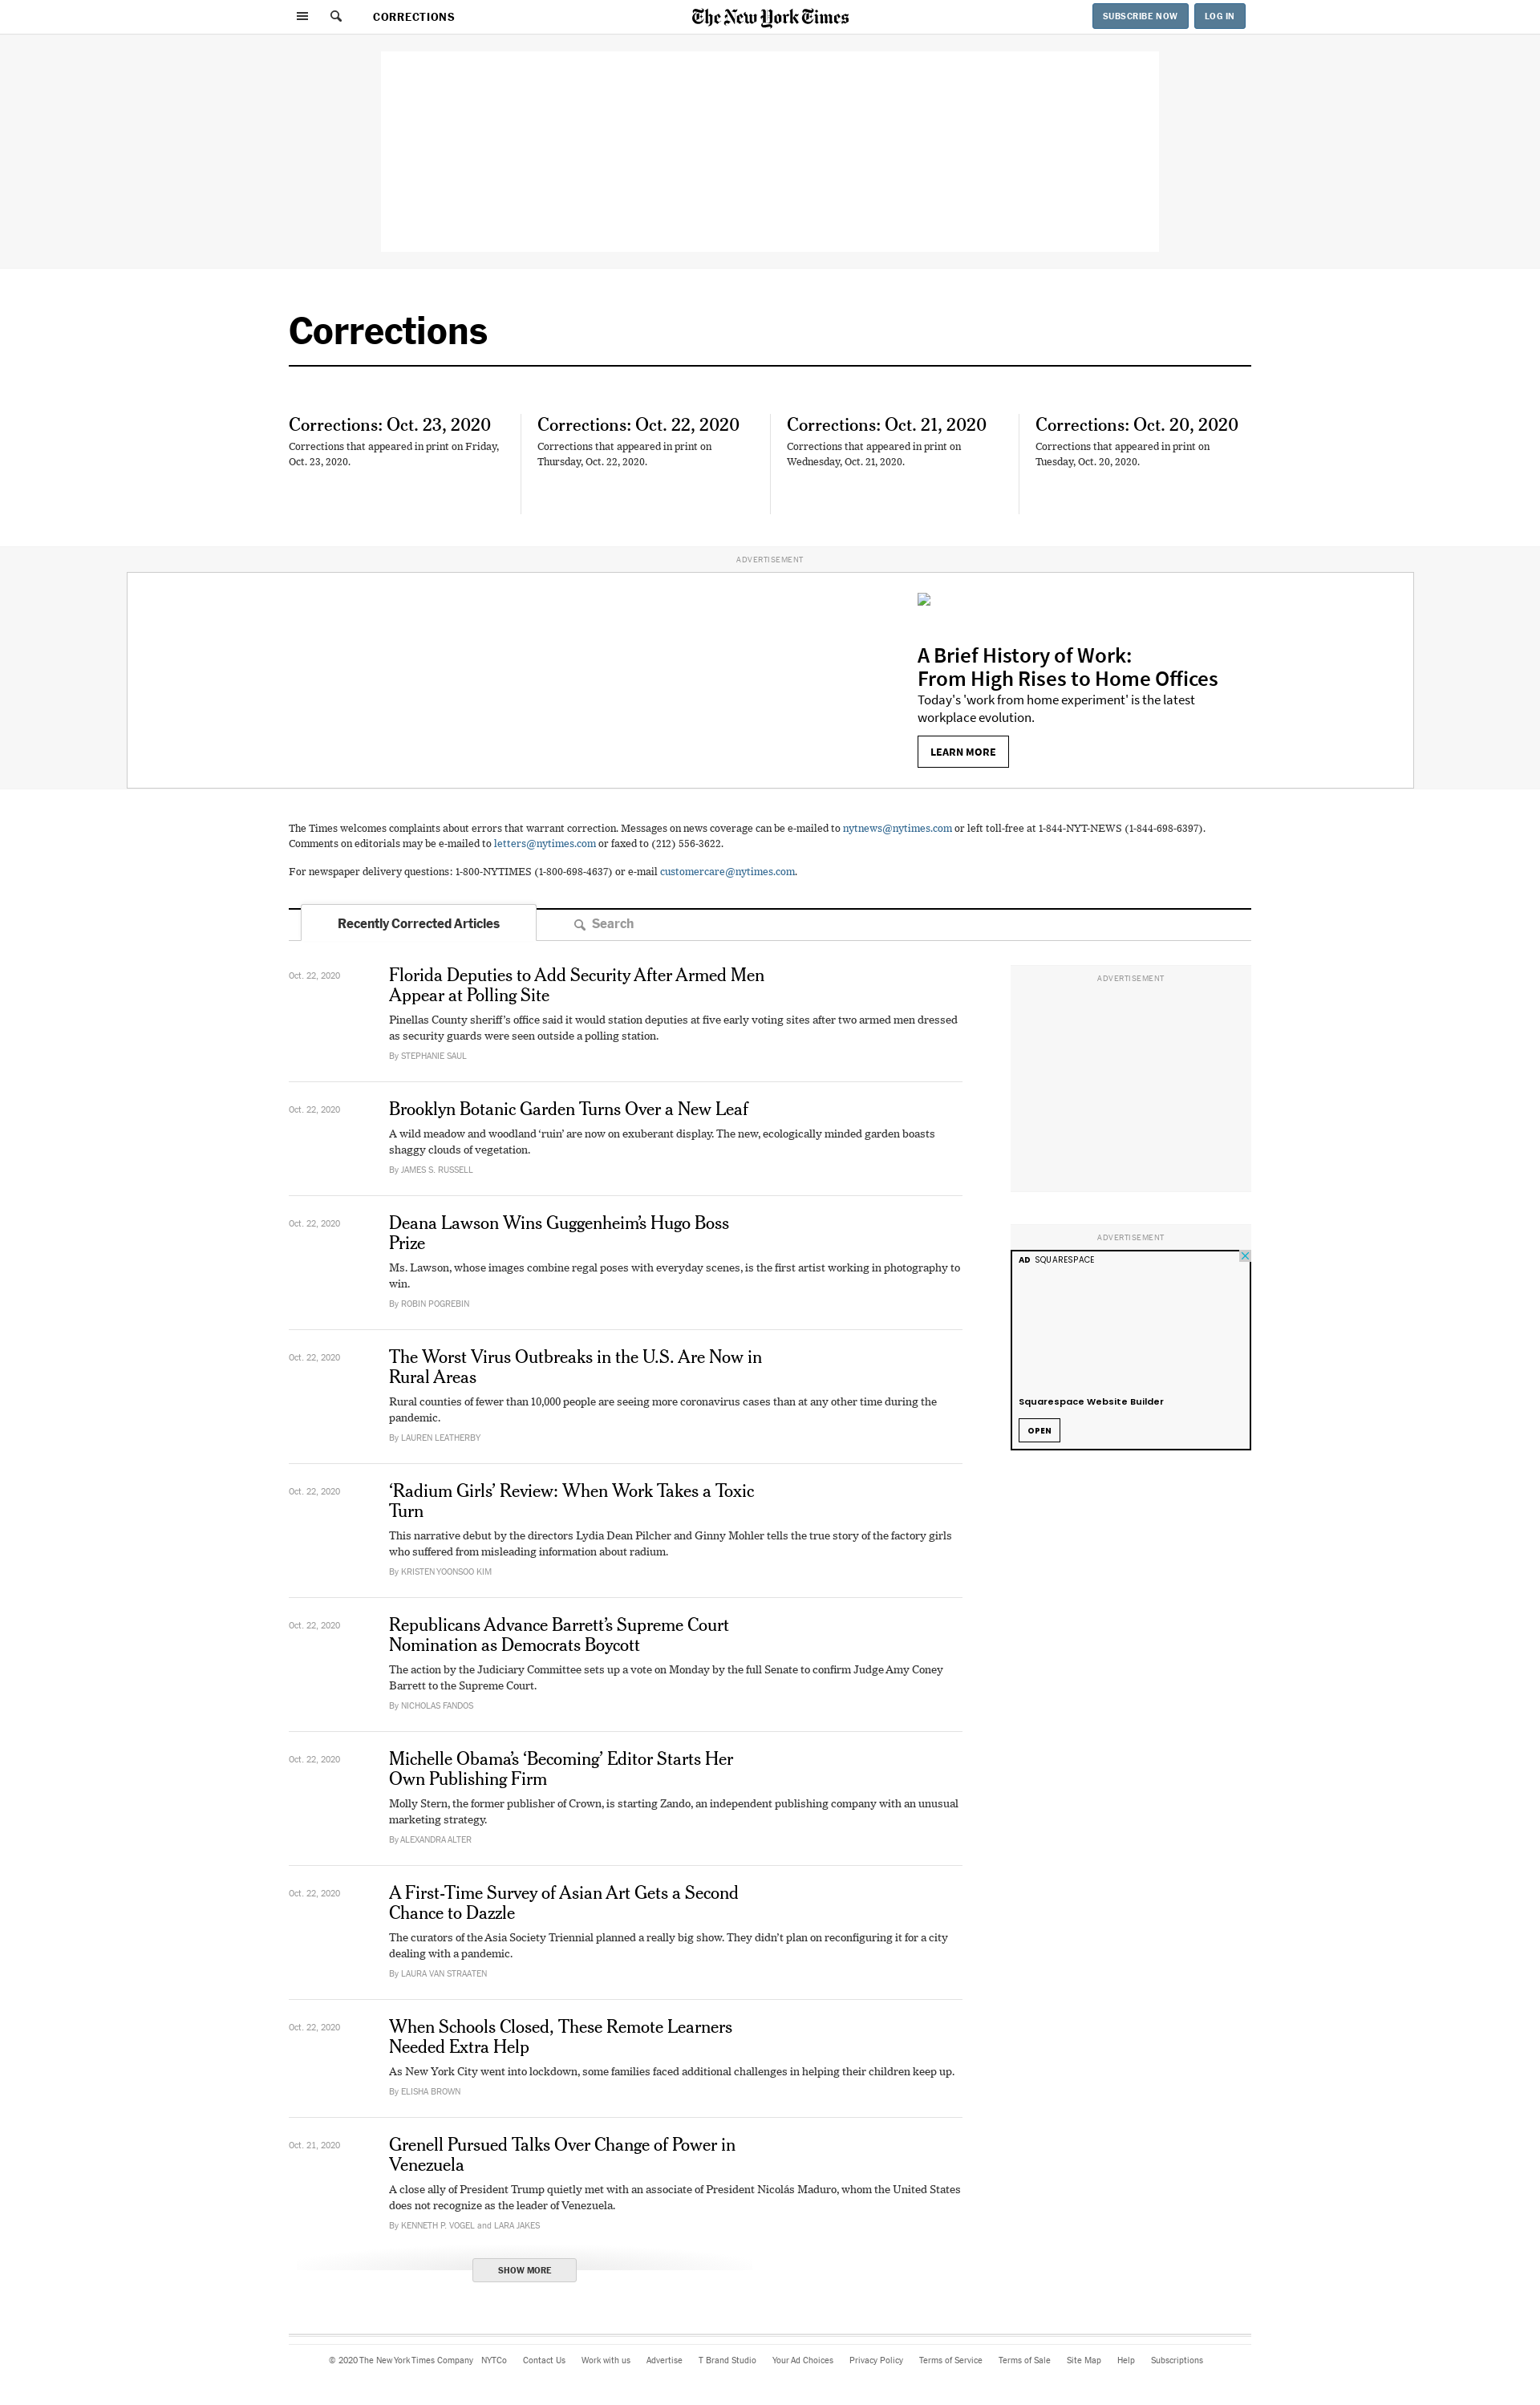 CORRECTIONS
The New York Times
SUBSCRIBE NOW
LOG IN
Corrections
Corrections: Oct. 23, 2020
Corrections that appeared in print on Friday,
Oct. 23, 2020.
Corrections: Oct. 22, 2020
Corrections that appeared in print on
Thursday, Oct. 22, 2020.
Corrections: Oct. 21, 2020
Corrections that appeared in print on
Wednesday, Oct. 21, 2020.
Corrections: Oct. 20, 2020
Corrections that appeared in print on
Tuesday, Oct. 20, 2020.
ADVERTISEMENT
A Brief History of Work:
From High Rises to Home Offices
Today's 'work from home experiment' is the latest
workplace evolution.
LEARN MORE
The Times welcomes complaints about errors that warrant correction. Messages on news coverage can be e-mailed to nytnews@nytimes.com or left toll-free at 1-844-NYT-NEWS (1-844-698-6397).
Comments on editorials may be e-mailed to letters@nytimes.com or faxed to (212) 556-3622.
For newspaper delivery questions: 1-800-NYTIMES (1-800-698-4637) or e-mail customercare@nytimes.com.
Recently Corrected Articles
Search
Oct. 22, 2020
Florida Deputies to Add Security After Armed Men
Appear at Polling Site
Pinellas County sheriff’s office said it would station deputies at five early voting sites after two armed men dressed
as security guards were seen outside a polling station.
By STEPHANIE SAUL
Oct. 22, 2020
Brooklyn Botanic Garden Turns Over a New Leaf
A wild meadow and woodland ‘ruin’ are now on exuberant display. The new, ecologically minded garden boasts
shaggy clouds of vegetation.
By JAMES S. RUSSELL
Oct. 22, 2020
Deana Lawson Wins Guggenheim’s Hugo Boss
Prize
Ms. Lawson, whose images combine regal poses with everyday scenes, is the first artist working in photography to
win.
By ROBIN POGREBIN
Oct. 22, 2020
The Worst Virus Outbreaks in the U.S. Are Now in
Rural Areas
Rural counties of fewer than 10,000 people are seeing more coronavirus cases than at any other time during the
pandemic.
By LAUREN LEATHERBY
Oct. 22, 2020
‘Radium Girls’ Review: When Work Takes a Toxic
Turn
This narrative debut by the directors Lydia Dean Pilcher and Ginny Mohler tells the true story of the factory girls
who suffered from misleading information about radium.
By KRISTEN YOONSOO KIM
Oct. 22, 2020
Republicans Advance Barrett’s Supreme Court
Nomination as Democrats Boycott
The action by the Judiciary Committee sets up a vote on Monday by the full Senate to confirm Judge Amy Coney
Barrett to the Supreme Court.
By NICHOLAS FANDOS
Oct. 22, 2020
Michelle Obama’s ‘Becoming’ Editor Starts Her
Own Publishing Firm
Molly Stern, the former publisher of Crown, is starting Zando, an independent publishing company with an unusual
marketing strategy.
By ALEXANDRA ALTER
Oct. 22, 2020
A First-Time Survey of Asian Art Gets a Second
Chance to Dazzle
The curators of the Asia Society Triennial planned a really big show. They didn’t plan on reconfiguring it for a city
dealing with a pandemic.
By LAURA VAN STRAATEN
Oct. 22, 2020
When Schools Closed, These Remote Learners
Needed Extra Help
As New York City went into lockdown, some families faced additional challenges in helping their children keep up.
By ELISHA BROWN
Oct. 21, 2020
Grenell Pursued Talks Over Change of Power in
Venezuela
A close ally of President Trump quietly met with an associate of President Nicolás Maduro, whom the United States
does not recognize as the leader of Venezuela.
By KENNETH P. VOGEL and LARA JAKES
SHOW MORE
ADVERTISEMENT
ADVERTISEMENT
AD SQUARESPACE
Squarespace Website Builder
OPEN
© 2020 The New York Times Company NYTCo Contact Us Work with us Advertise T Brand Studio Your Ad Choices Privacy Policy Terms of Service Terms of Sale Site Map Help Subscriptions